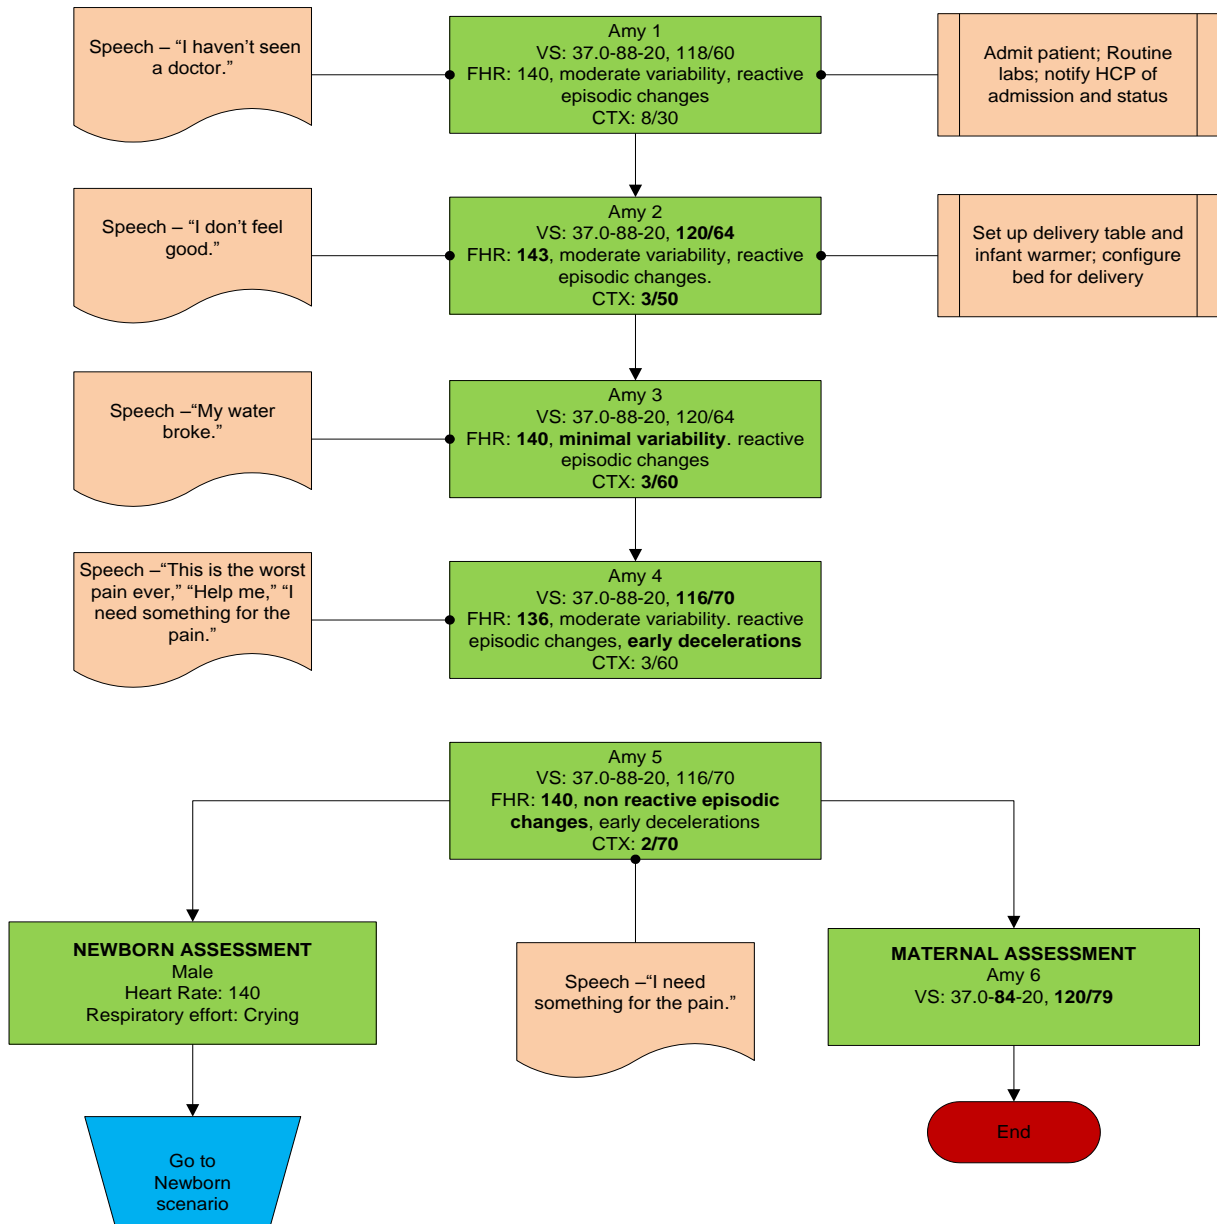 Speech – “I haven’t seen
a doctor.”
Amy 1
VS: 37.0-88-20, 118/60
FHR: 140, moderate variability, reactive
episodic changes
CTX: 8/30
Admit patient; Routine
labs; notify HCP of
admission and status
Speech – “I don’t feel
good.”
Amy 2
VS: 37.0-88-20, 120/64
FHR: 143, moderate variability, reactive
episodic changes.
CTX: 3/50
Set up delivery table and
infant warmer; configure
bed for delivery
Speech –“My water
broke.”
Amy 3
VS: 37.0-88-20, 120/64
FHR: 140, minimal variability. reactive
episodic changes
CTX: 3/60
Speech –“This is the worst
pain ever,” “Help me,” “I
need something for the
pain.”
Amy 4
VS: 37.0-88-20, 116/70
FHR: 136, moderate variability. reactive
episodic changes, early decelerations
CTX: 3/60
Amy 5
VS: 37.0-88-20, 116/70
FHR: 140, non reactive episodic
changes, early decelerations
CTX: 2/70
NEWBORN ASSESSMENT
Male
Heart Rate: 140
Respiratory effort: Crying
Speech –“I need
something for the pain.”
MATERNAL ASSESSMENT
Amy 6
VS: 37.0-84-20, 120/79
Go to
Newborn
scenario
End